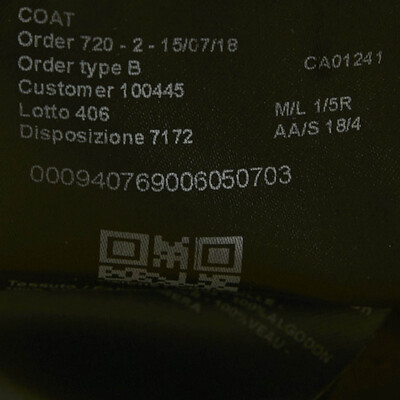 COAT
Order 720 - 2 - 15/07/18
Order type B
CA01241
Customer 100445
Lotto 406
M/L 1/5R
Disposizione 7172
AA/S 18/4
000940769006050703